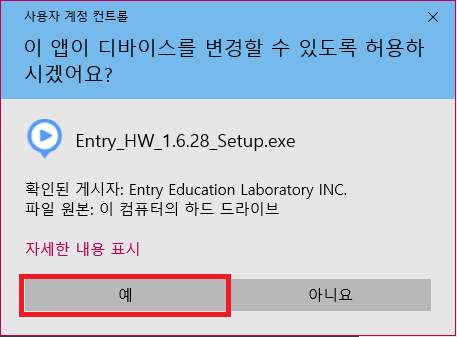 사용자 계정 컨트롤
이 앱이 디바이스를 변경할 수 있도록 허용하
시겠어요?
Entry_HW_1.6.28_Setup.exe
확인된 게시자: Entry Education Laboratory INC.
파일 원본: 이 컴퓨터의 하드 드라이브
자세한 내용 표시
예
아니요